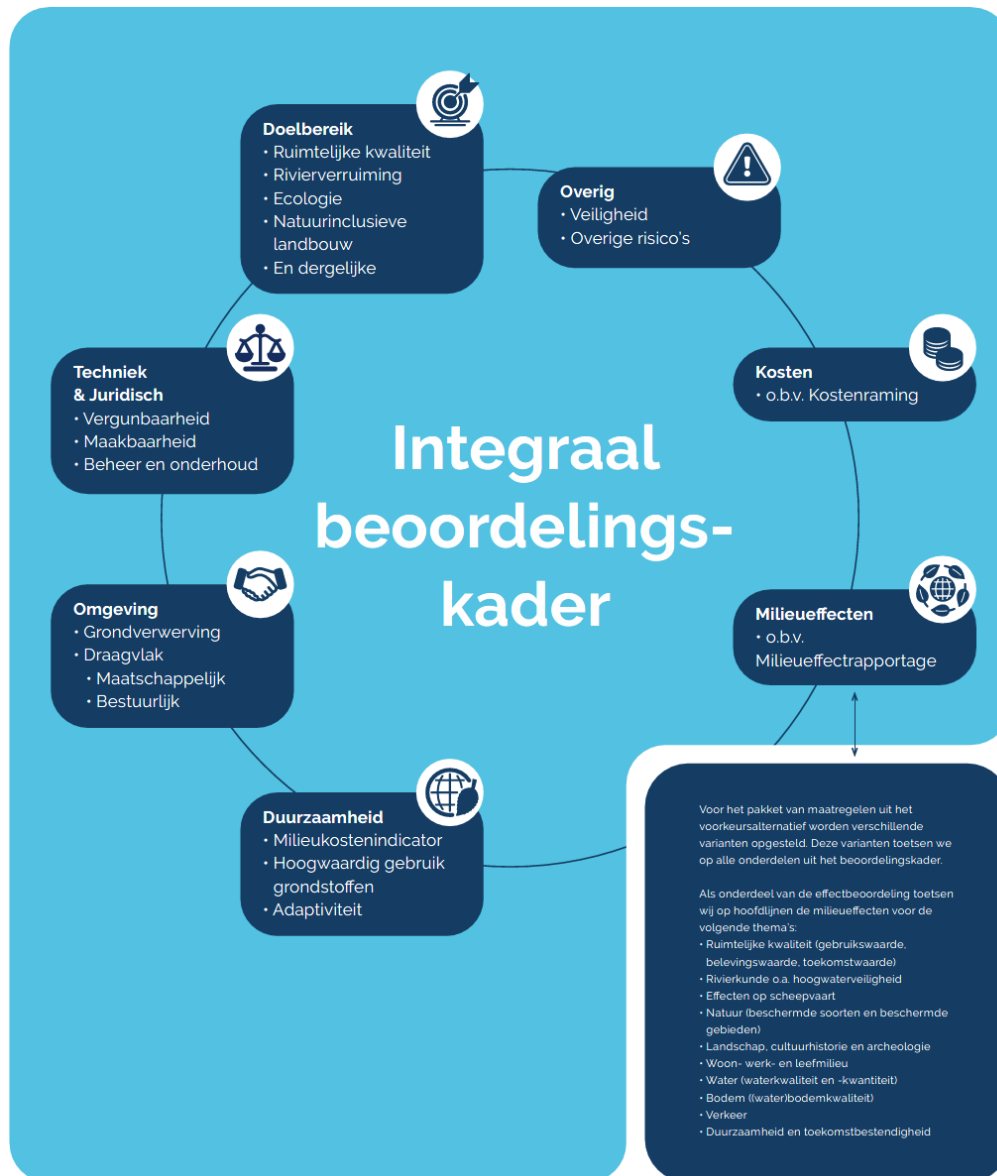 Doelbereik
• Ruimtelijke kwaliteit
• Rivierverruiming
• Ecologie
• Natuurinclusieve
landbouw
• En dergelijke
Overig
• Veiligheid
• Overige risico's
Techniek
& Juridisch
• Vergunbaarheid
• Maakbaarheid
• Beheer en onderhoud
Kosten
• o.b.v. Kostenraming
Integraal
beoordelings-
kader
Omgeving
• Grondverwerving
• Draagvlak
• Maatschappelijk
• Bestuurlijk
Milieueffecten
• o.b.v.
Milieueffectrapportage
Duurzaamheid
• Milieukostenindicator
• Hoogwaardig gebruik
grondstoffen
• Adaptiviteit
Voor het pakket van maatregelen uit het
voorkeursalternatief worden verschillende
varianten opgesteld. Deze varianten toetsen we
op alle onderdelen uit het beoordelingskader.
Als onderdeel van de effectbeoordeling toetsen
wij op hoofdlijnen de milieueffecten voor de
volgende thema's:
• Ruimtelijke kwaliteit (gebruikswaarde,
belevingswaarde, toekomstwaarde)
• Rivierkunde o.a. hoogwaterveiligheid
• Effecten op scheepvaart
• Natuur (beschermde soorten en beschermde
gebieden)
• Landschap, cultuurhistorie en archeologie
• Woon- werk- en leefmilieu
• Water (waterkwaliteit en -kwantiteit)
• Bodem ((water)bodemkwaliteit)
• Verkeer
• Duurzaamheid en toekomstbestendigheid